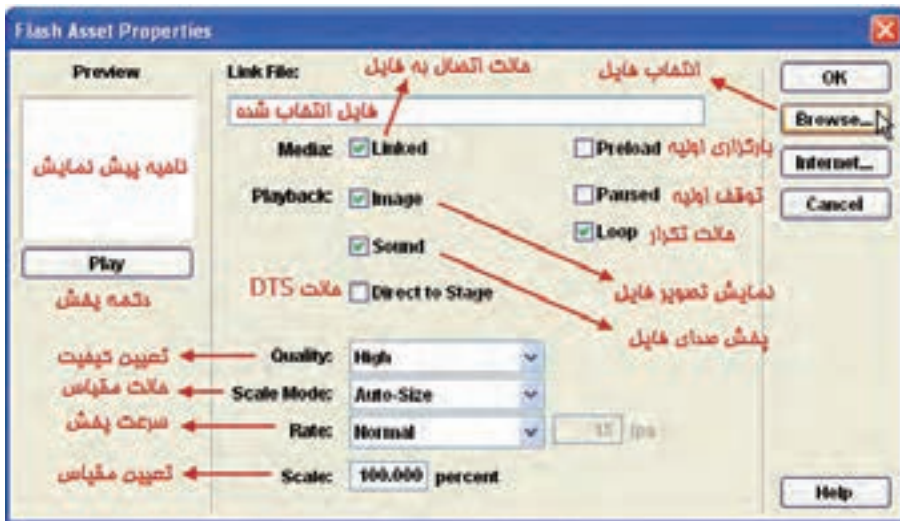 Flash Asset Properties
Preview
ناحیه پیش نمایش
Play
دکمه پخش
Link File:
حالت اتصال به فایل
انتخاب فایل
فایل انتخاب شده
Media:
Linked
Preload
بارگزاری اولیه
Playback:
Image
Paused
توقف اولیه
Sound
Loop
حالت تکرار
حالت DTS
Direct to Stage
نمایش تصویر فایل
پخش صدای فایل
تعیین کیفیت
Quality:
High
حالت مقیاس
Scale Mode:
Auto-Size
سرعت پخش
Rate:
Normal
15 fps
تعیین مقیاس
Scale:
100.000 percent
OK
Browse...
Internet...
Cancel
Help